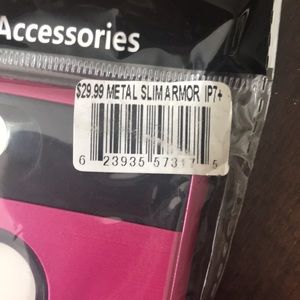 Accessories
$29.99 METAL SLIM ARMOR IP7+
6 23935 57317 5